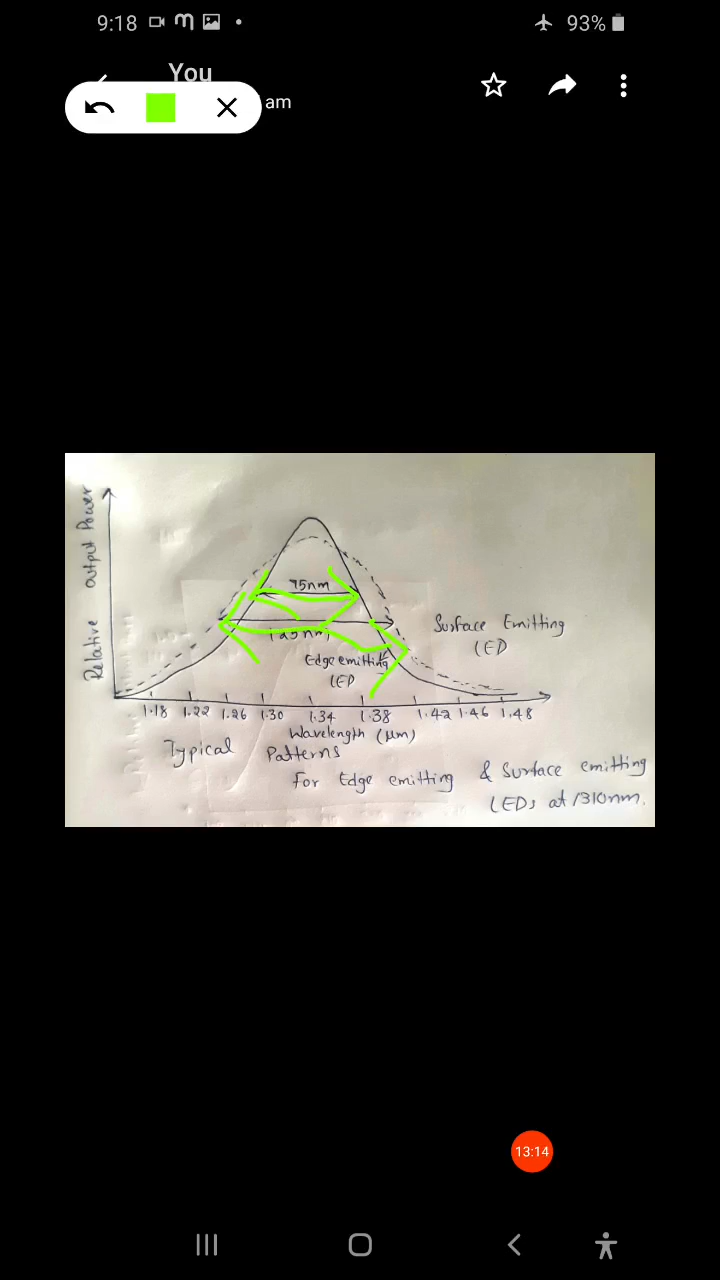 9:18
93%
You
am
Relative output Power
75nm
125nm
Surface Emitting
LED
Edge emitting
LED
1.18 1.22 1.26 1.30 1.34 1.38 1.42 1.46 1.48
Wavelength (μm)
Typical Patterns
For Edge emitting & Surface emitting
LEDs at 1310nm.
13:14